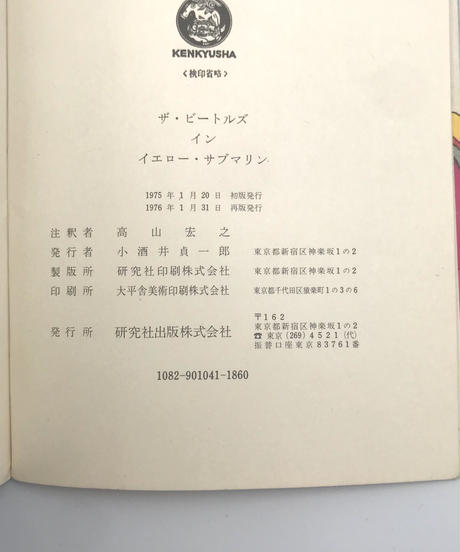 KENKYUSHA
〈検印省略〉
ザ・ビートルズ
イン
イエロー・サブマリン
1975 年 1 月 20 日 初版発行
1976 年 1 月 31 日 再版発行
注釈者 高山宏之
発行者 小酒井貞一郎 東京都新宿区神楽坂1の2
製版所 研究社印刷株式会社 東京都新宿区神楽坂1の2
印刷所 大平舎美術印刷株式会社 東京都千代田区猿楽町1の3の6
〒162
発行所 研究社出版株式会社 東京都新宿区神楽坂1の2
☎東京 (269) 4521 (代)
振替口座東京 83761番
1082-901041-1860